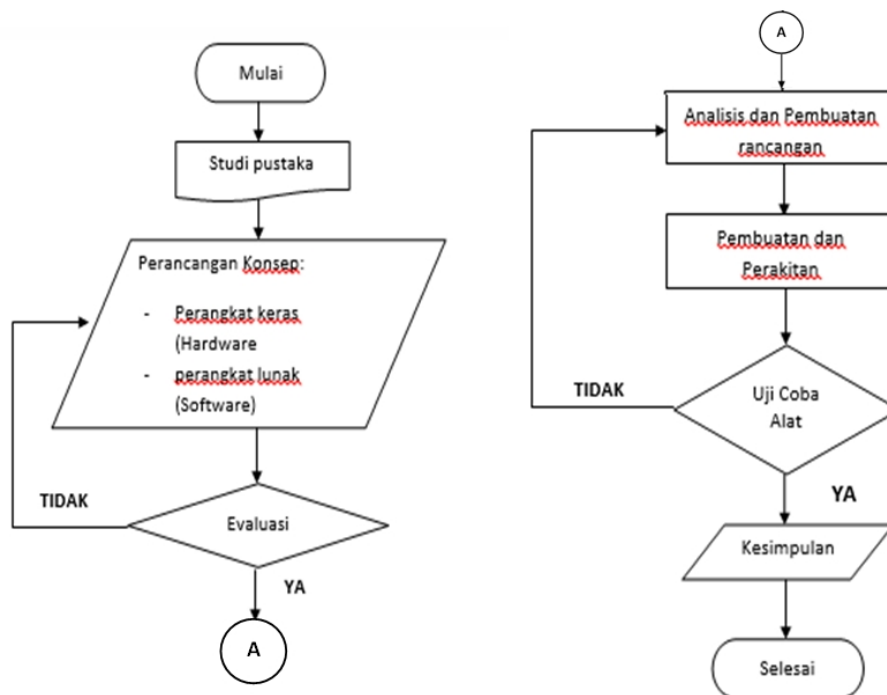 Mulai
Studi pustaka
Perancangan Konsep:
- Perangkat keras
(Hardware
- perangkat lunak
(Software)
TIDAK
Evaluasi
YA
A
A
Analisis dan Pembuatan
rancangan
Pembuatan dan
Perakitan
TIDAK
Uji Coba
Alat
YA
Kesimpulan
Selesai